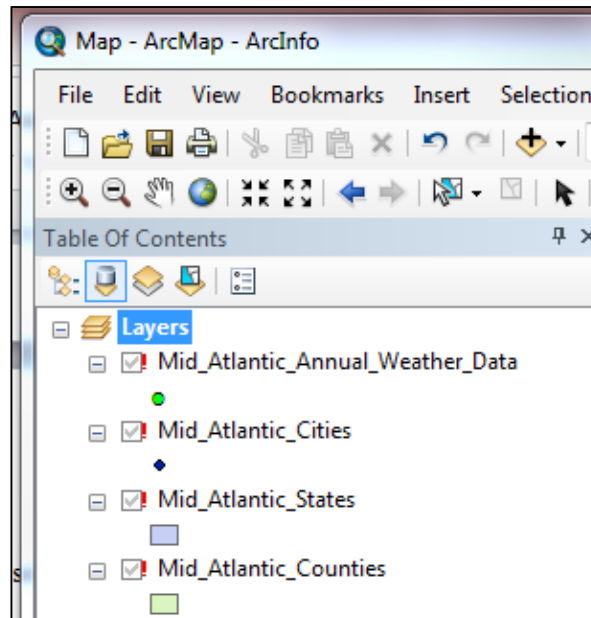 Map - ArcMap - ArcInfo
File Edit View Bookmarks Insert Selection
Table Of Contents
Layers
Mid_Atlantic_Annual_Weather_Data
Mid_Atlantic_Cities
Mid_Atlantic_States
Mid_Atlantic_Counties